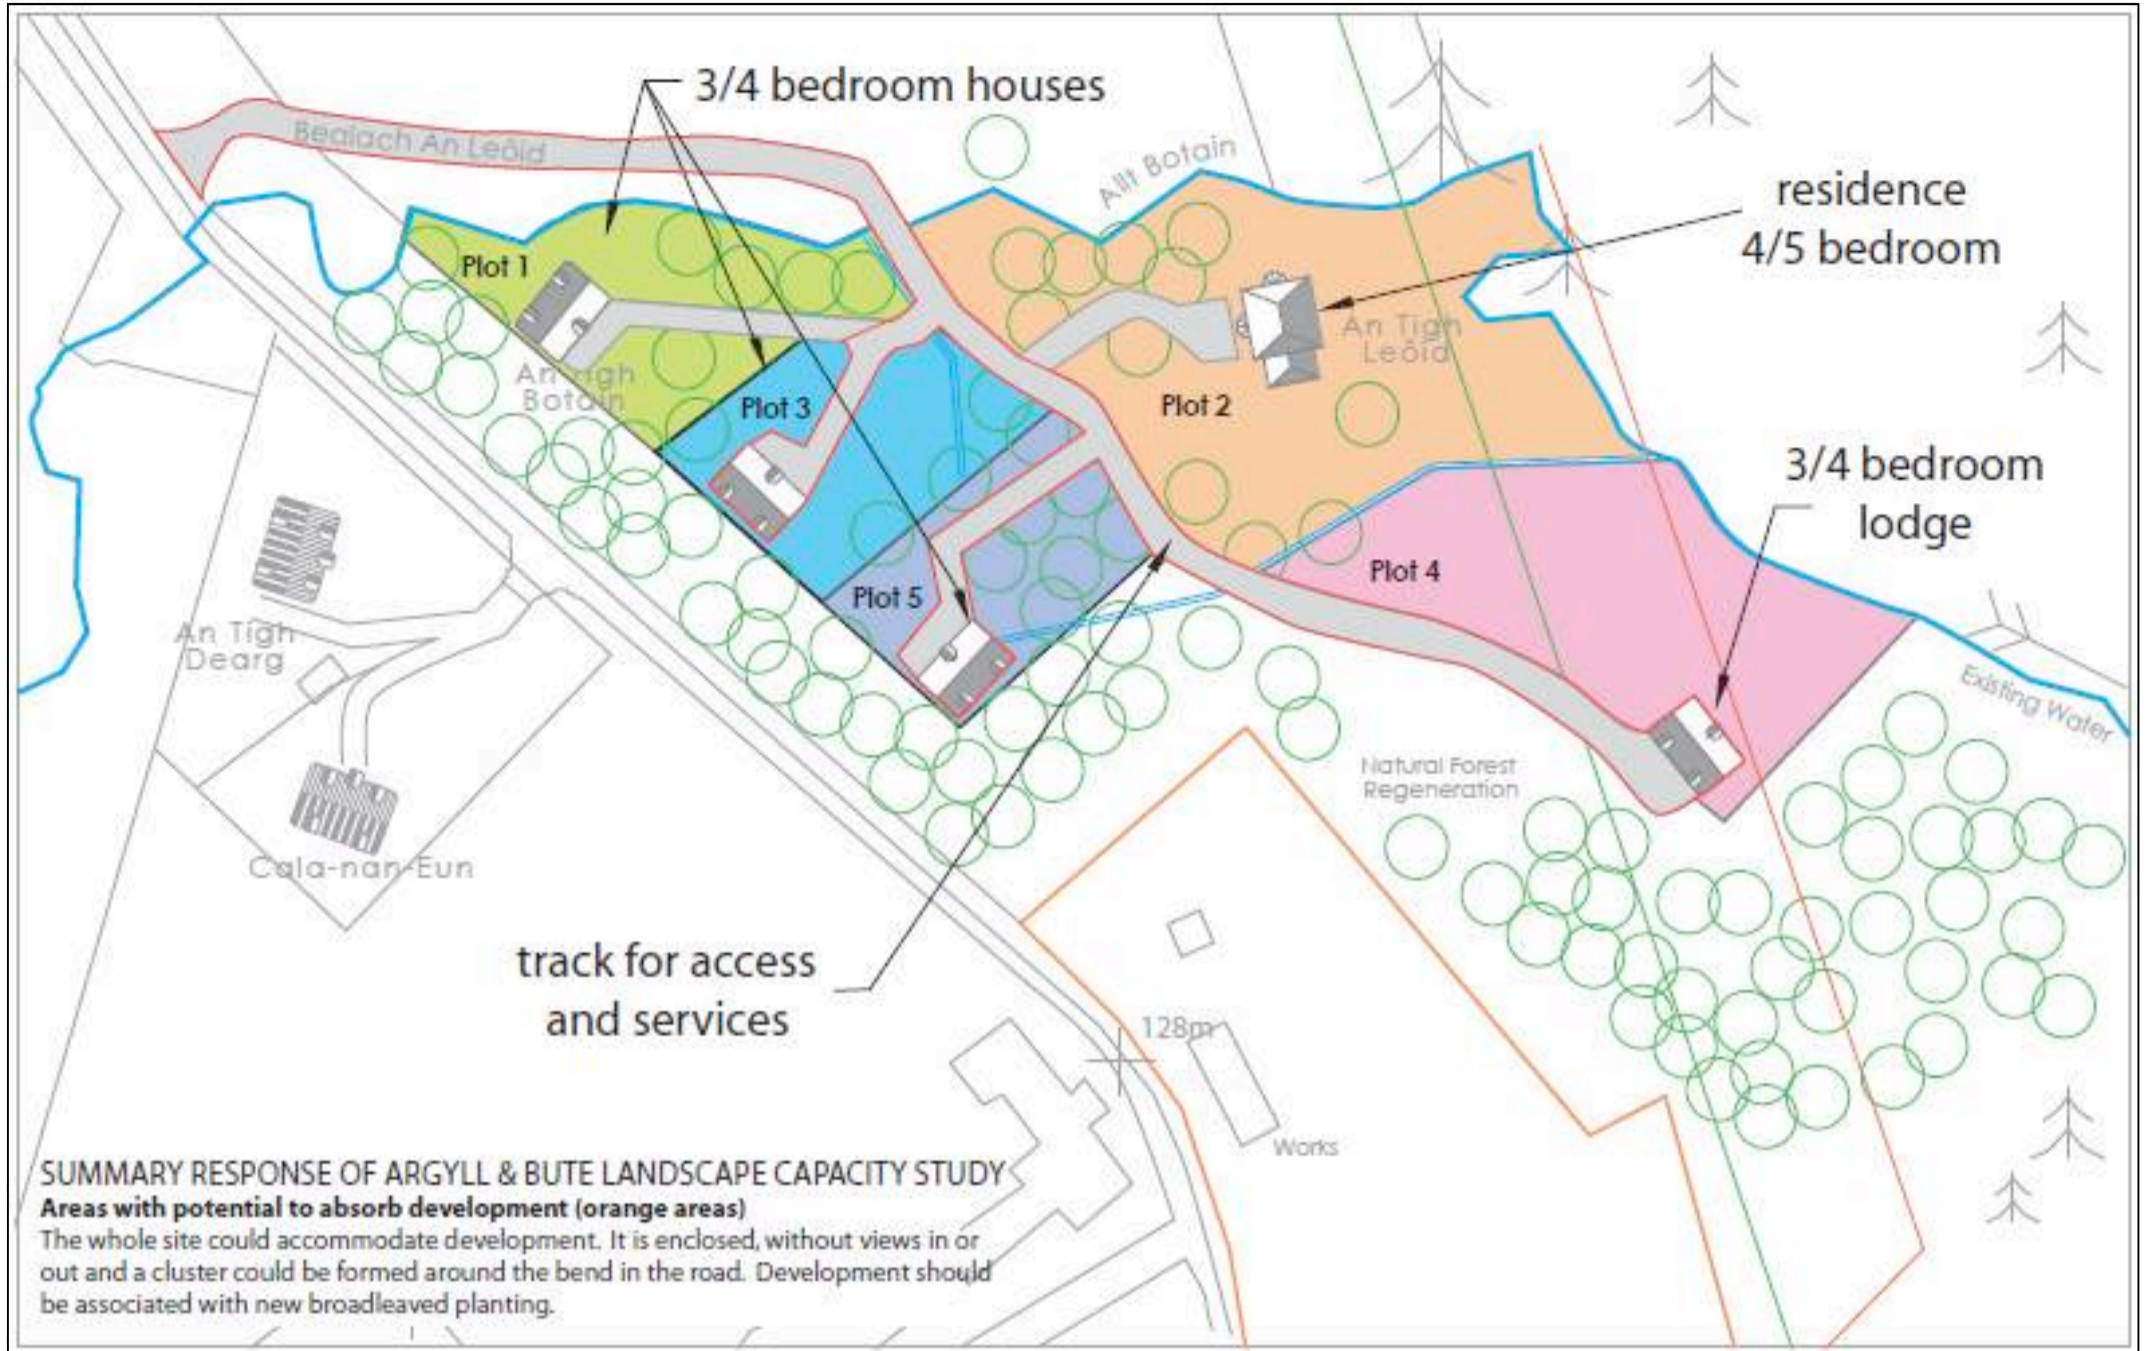 3/4 bedroom houses
Bealach An Leòid
Allt Botain
residence
4/5 bedroom
Plot 1
An Tigh
Leòid
An Tigh
Botain
Plot 3
Plot 2
3/4 bedroom
lodge
Plot 4
Plot 5
An Tigh
Dearg
Existing Water
Natural Forest
Regeneration
Cala-nan-Eun
track for access
and services
128m
Works
SUMMARY RESPONSE OF ARGYLL & BUTE LANDSCAPE CAPACITY STUDY
Areas with potential to absorb development (orange areas)
The whole site could accommodate development. It is enclosed, without views in or
out and a cluster could be formed around the bend in the road. Development should
be associated with new broadleaved planting.